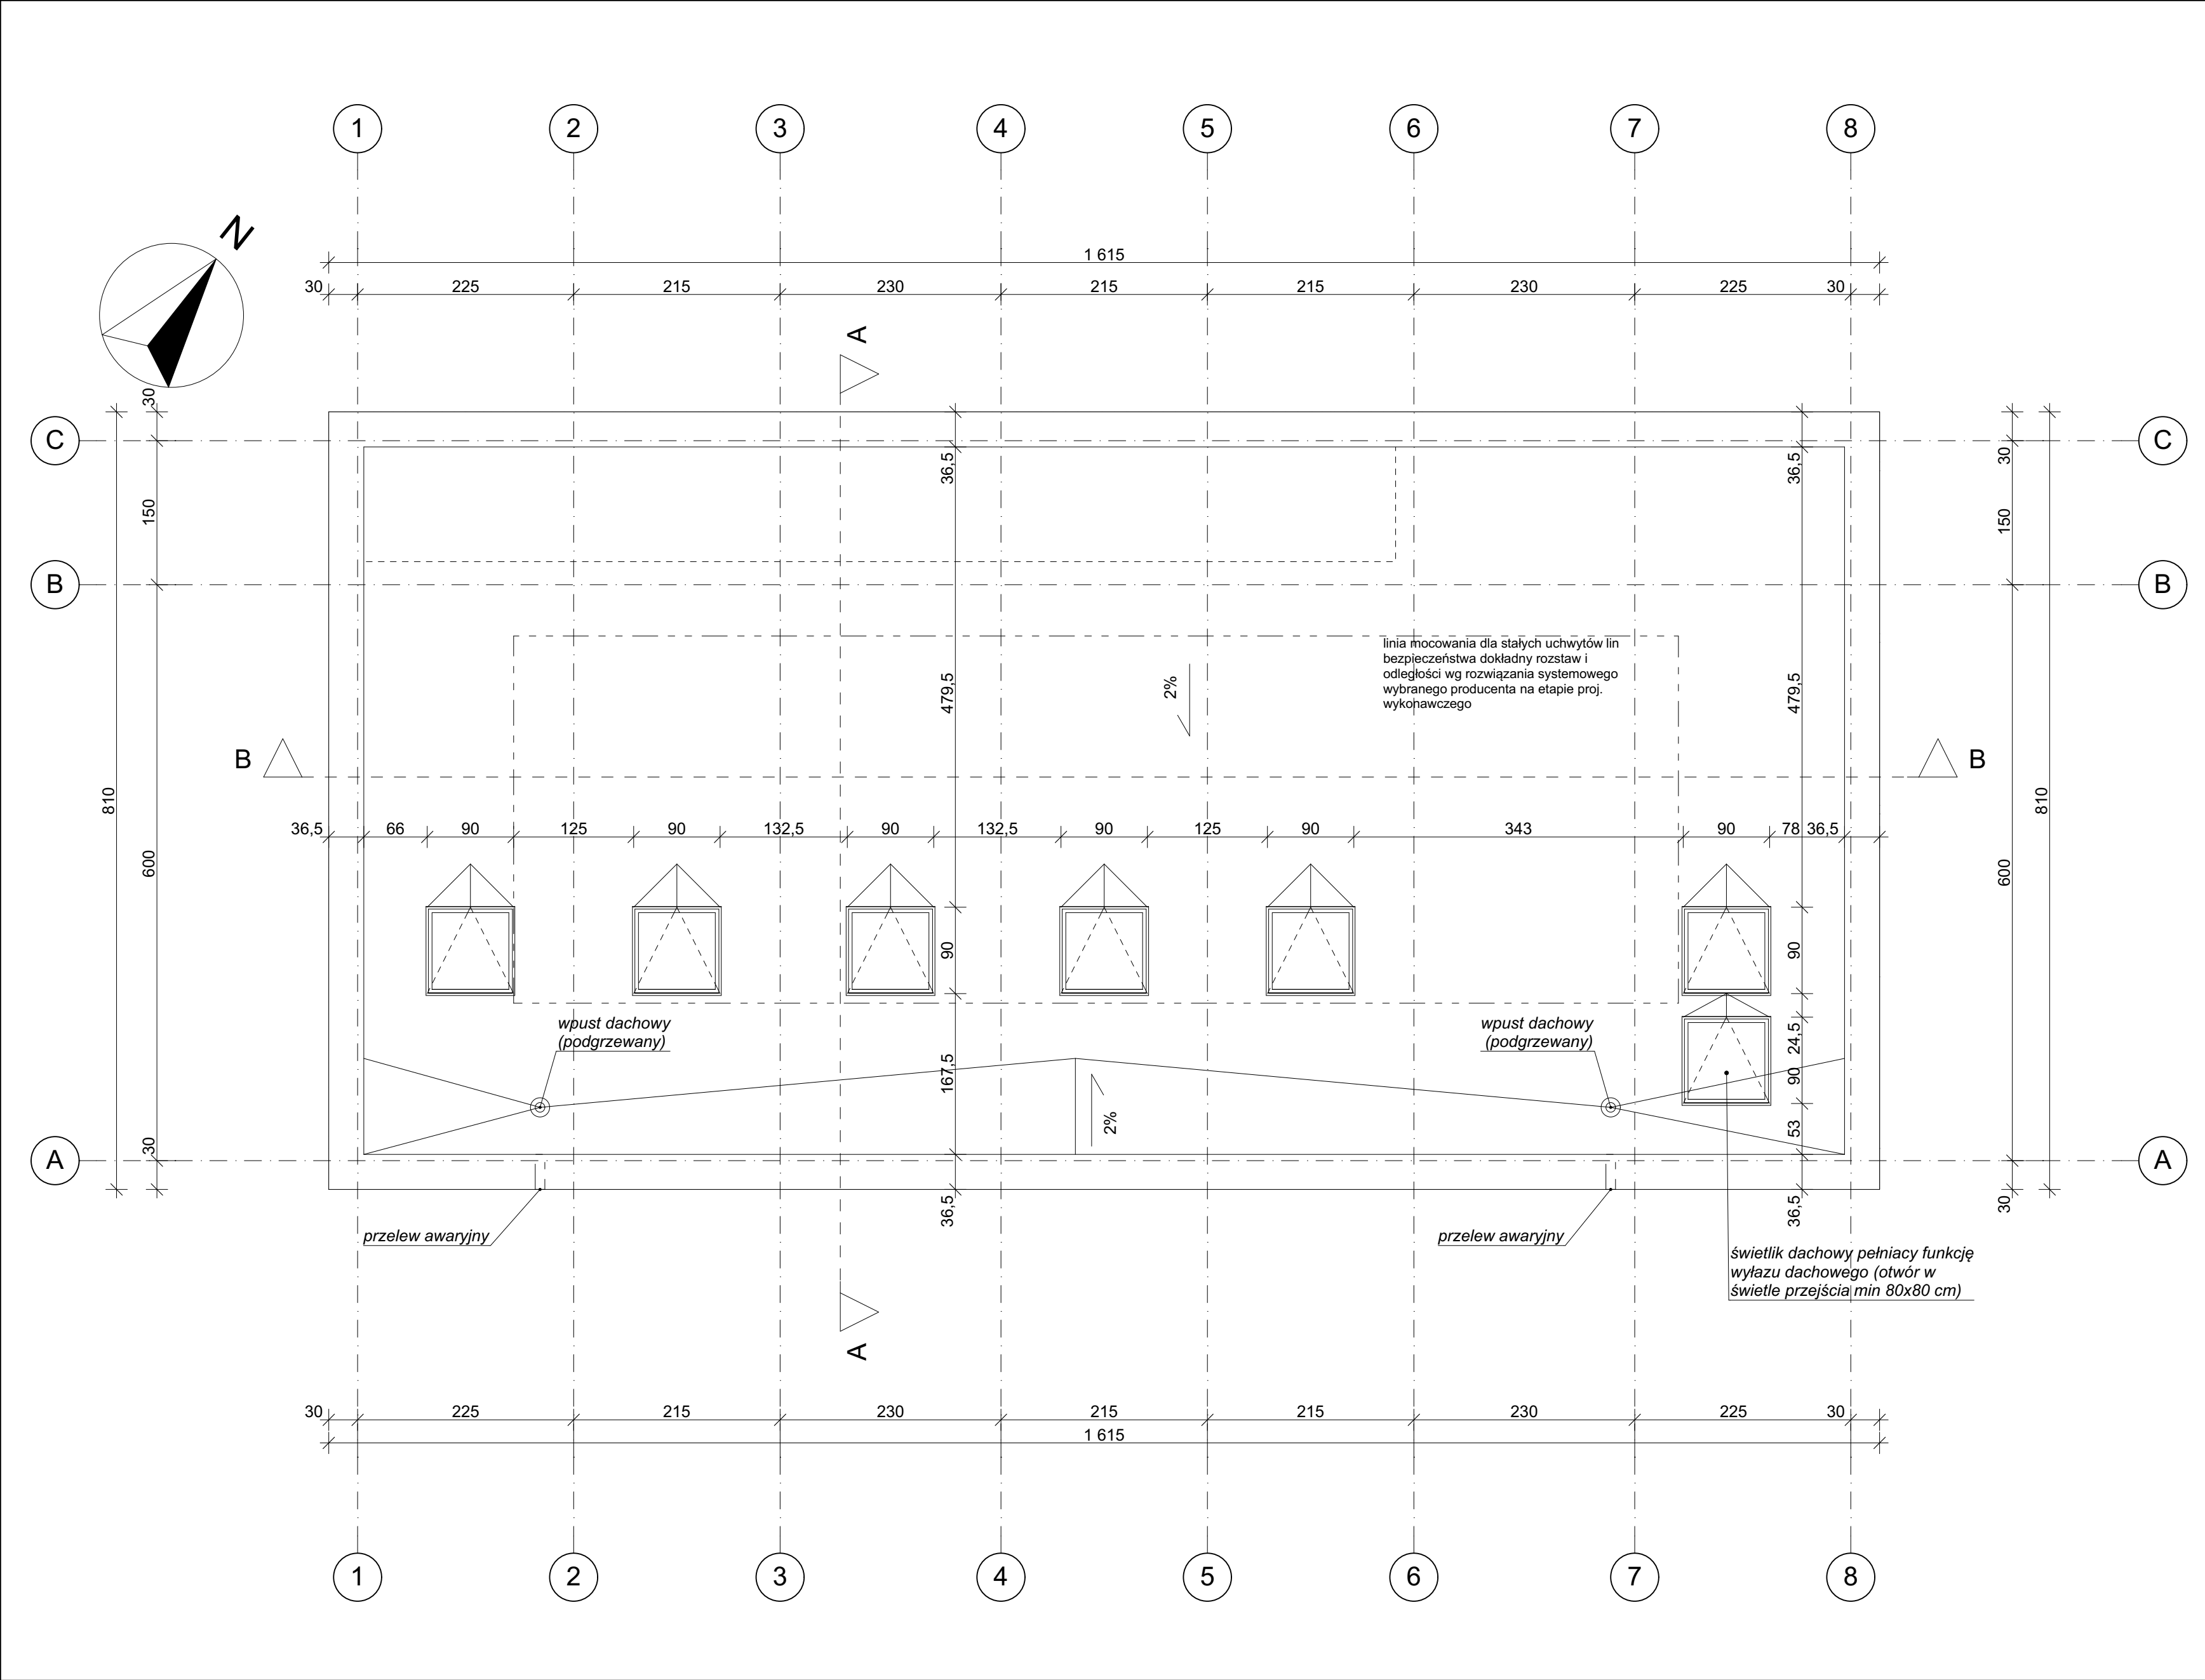 1 2 3 4 5 6 7 8
N
1 615
30 225 215 230 215 215 230 225 30
A
30 C 36,5 36,5 30 C
150 150
B B
linia mocowania dla stałych uchwytów lin
bezpieczeństwa dokładny rozstaw i
odległości wg rozwiązania systemowego
wybranego producenta na etapie proj.
wykonawczego
2% 479,5 479,5
B B
810 810
36,5 66 90 125 90 132,5 90 132,5 90 125 90 343 90 78 36,5
600 600
90 90
wpust dachowy
(podgrzewany)
wpust dachowy
(podgrzewany)
24,5
167,5 90
2% 53
30
A A
36,5 36,5 30
przelew awaryjny przelew awaryjny
świetlik dachowy pełniacy funkcję
wyłazu dachowego (otwór w
świetle przejścia min 80x80 cm)
A
30 225 215 230 215 215 230 225 30
1 615
1 2 3 4 5 6 7 8